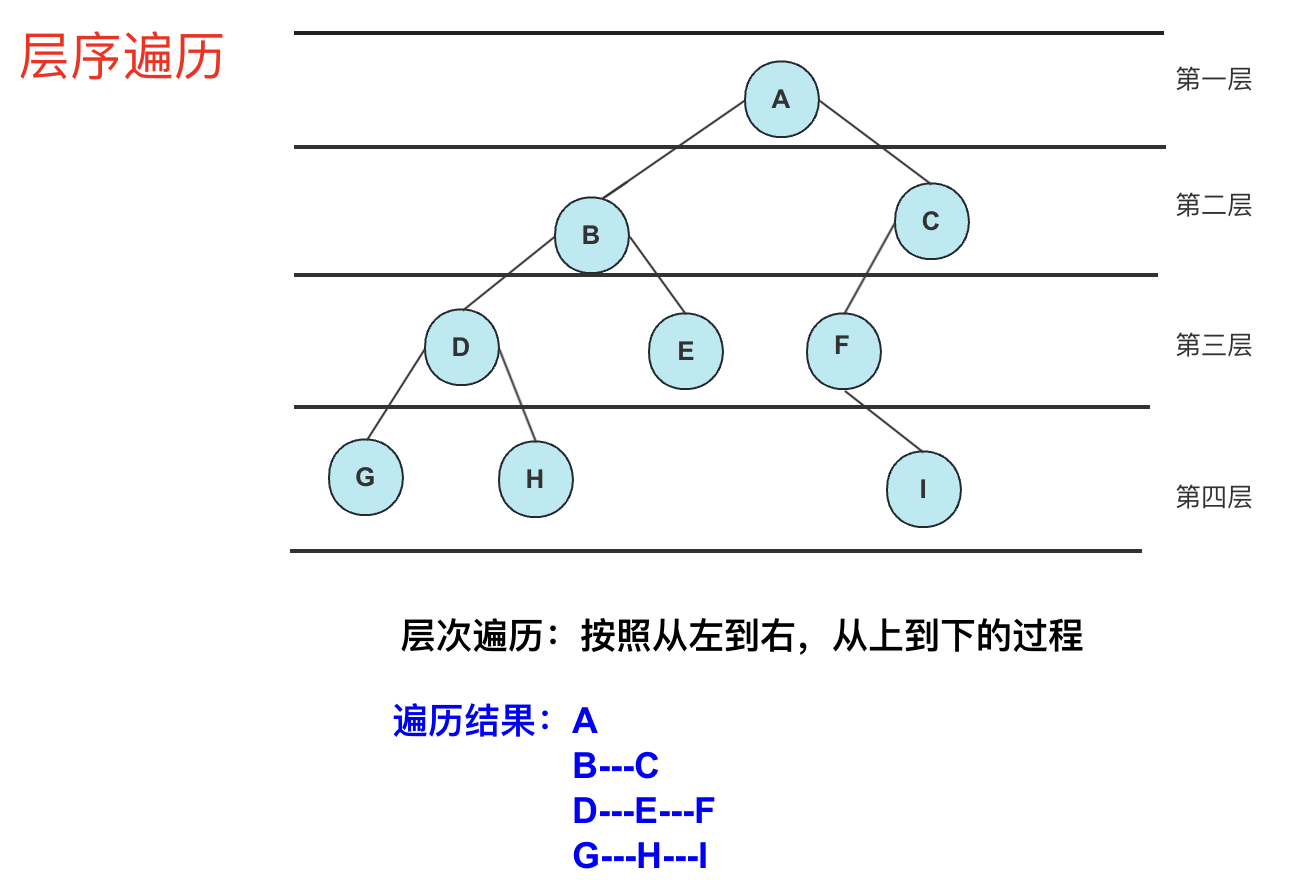 层序遍历
第一层
A
第二层
B
C
第三层
D
E
F
第四层
G
H
I
层次遍历：按照从左到右，从上到下的过程
遍历结果：A
B---C
D---E---F
G---H---I